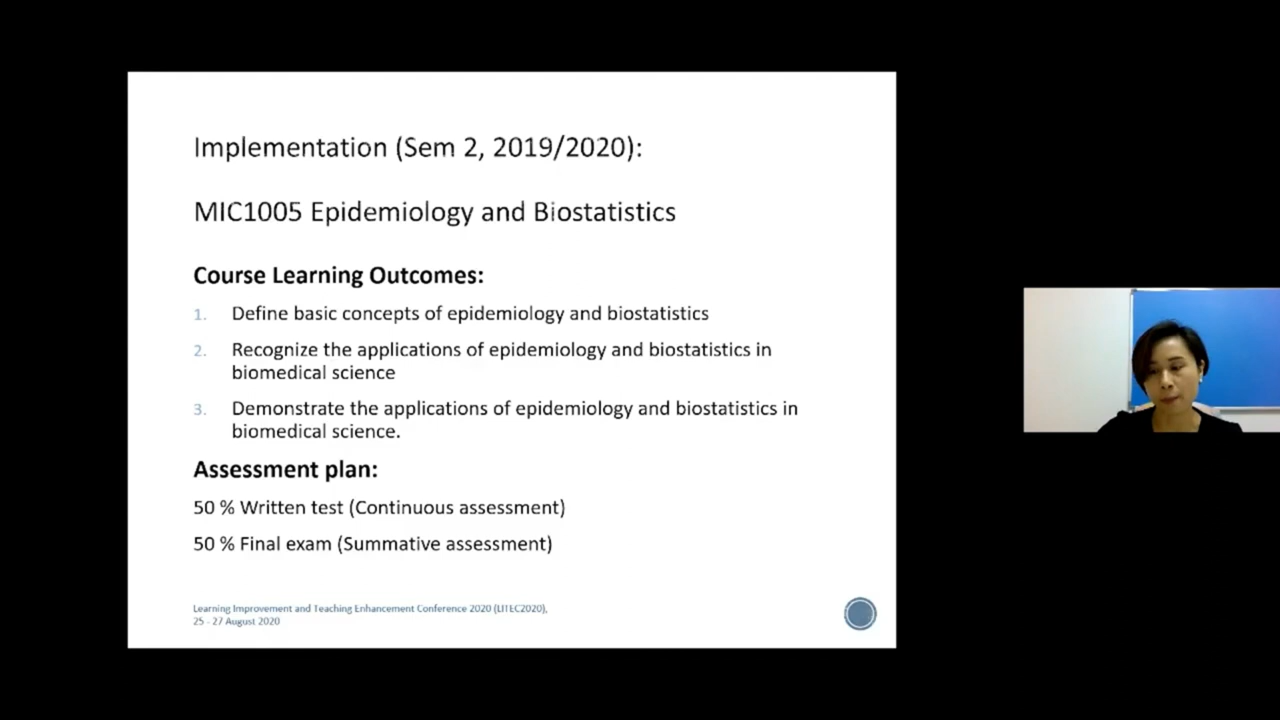 Implementation (Sem 2, 2019/2020):
MIC1005 Epidemiology and Biostatistics
Course Learning Outcomes:
1. Define basic concepts of epidemiology and biostatistics
2. Recognize the applications of epidemiology and biostatistics in
biomedical science
3. Demonstrate the applications of epidemiology and biostatistics in
biomedical science.
Assessment plan:
50 % Written test (Continuous assessment)
50 % Final exam (Summative assessment)
Learning Improvement and Teaching Enhancement Conference 2020 (LITEC2020),
25 - 27 August 2020